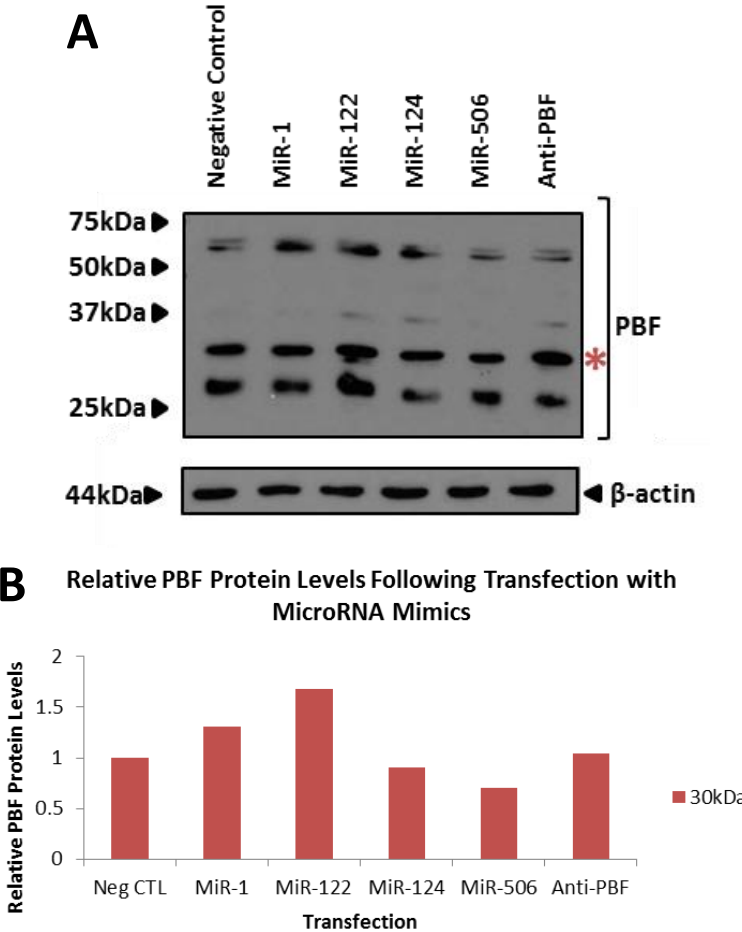 A
Negative Control
MiR-1
MiR-122
MiR-124
MiR-506
Anti-PBF
75kDa
50kDa
37kDa
25kDa
PBF
*
44kDa
β-actin
B
Relative PBF Protein Levels Following Transfection with
MicroRNA Mimics
Relative PBF Protein Levels
2
1.5
1
0.5
0
Neg CTL MiR-1 MiR-122 MiR-124 MiR-506 Anti-PBF
Transfection
30kDa